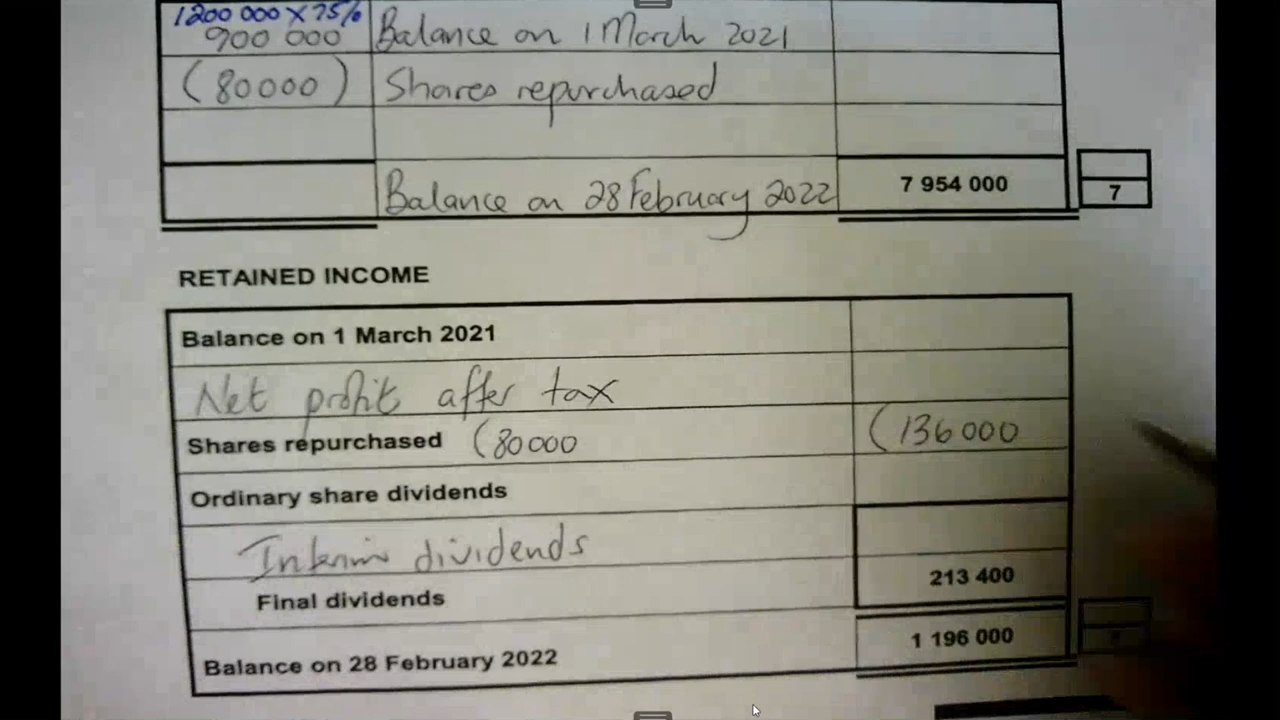 1200 000 X 75%
900 000 Balance on 1 March 2021
(80000) Shares repurchased
Balance on 28 February 2022 7 954 000
7
RETAINED INCOME
Balance on 1 March 2021
Net profit after tax
Shares repurchased (80000 (136 000
Ordinary share dividends
Interim dividends
Final dividends 213 400
Balance on 28 February 2022 1 196 000